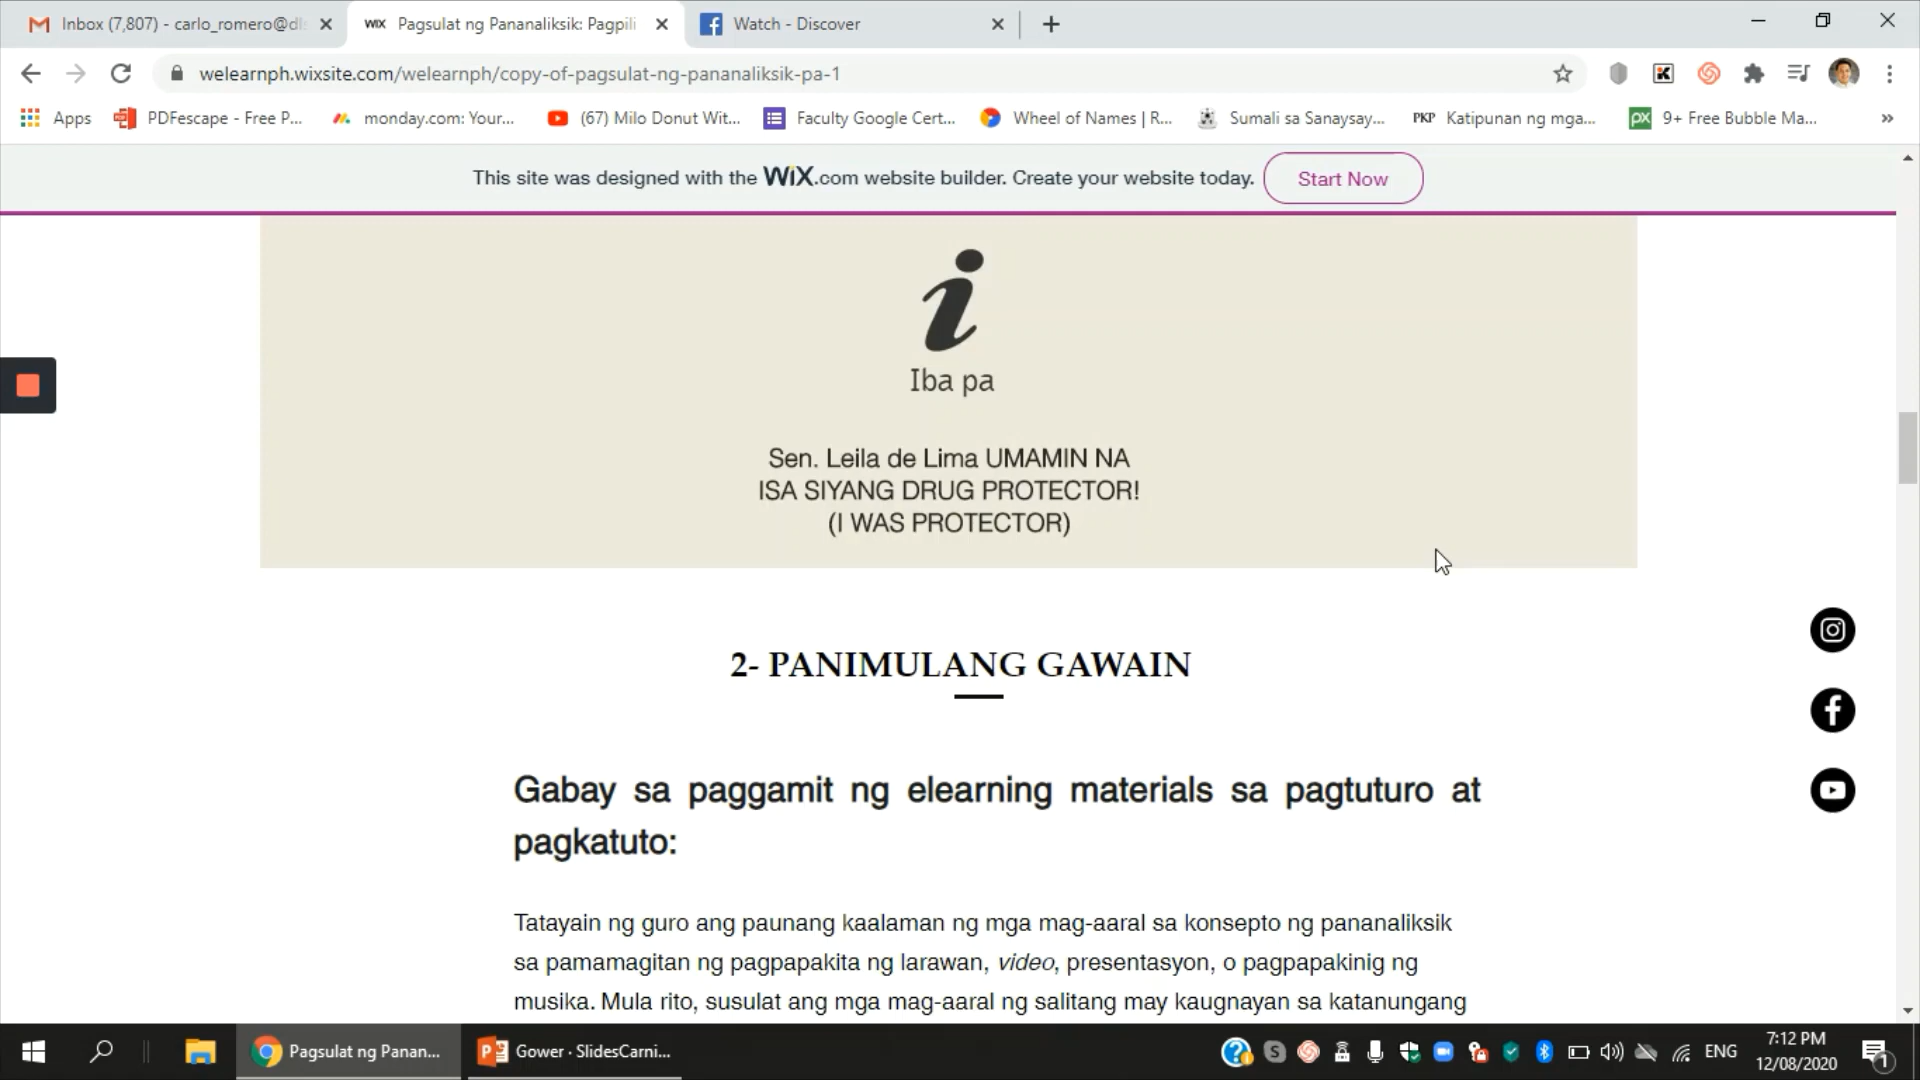 Inbox (7,807) - carlo_romero@dls
WiX Pagsulat ng Pananaliksik: Pagpili
Watch - Discover
welearnph.wixsite.com/welearnph/copy-of-pagsulat-ng-pananaliksik-pa-1
Apps
PDFescape - Free P...
monday.com: Your...
(67) Milo Donut Wit...
Faculty Google Cert...
Wheel of Names | R...
Sumali sa Sanaysay...
PKP Katipunan ng mga...
px 9+ Free Bubble Ma...
»
This site was designed with the WiX.com website builder. Create your website today.
Start Now
i
Iba pa
Sen. Leila de Lima UMAMIN NA
ISA SIYANG DRUG PROTECTOR!
(I WAS PROTECTOR)
2- PANIMULANG GAWAIN
Gabay sa paggamit ng elearning materials sa pagtuturo at
pagkatuto:
Tatayain ng guro ang paunang kaalaman ng mga mag-aaral sa konsepto ng pananaliksik
sa pamamagitan ng pagpapakita ng larawan, video, presentasyon, o pagpapakinig ng
musika. Mula rito, susulat ang mga mag-aaral ng salitang may kaugnayan sa katanungang
Pagsulat ng Panan...
Gower · SlidesCarni...
ENG
7:12 PM
12/08/2020
1